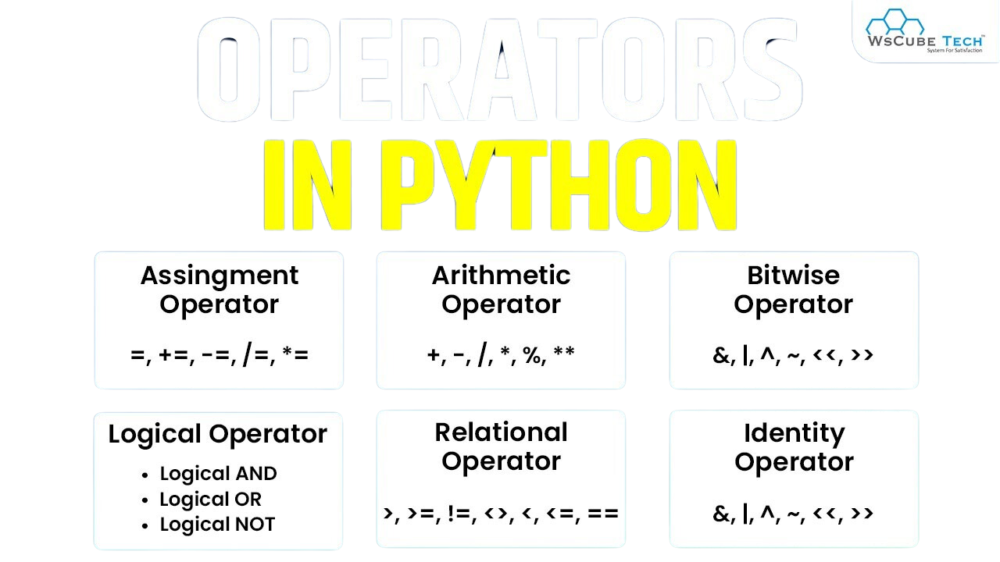 OPERATORS
WsCube Tech™
System For Satisfaction
IN PYTHON
Assingment
Operator
=, +=, -=, /=, *=
Arithmetic
Operator
+, -, /, *, %, **
Bitwise
Operator
&, |, ^, ~, <<, >>
Logical Operator
• Logical AND
• Logical OR
• Logical NOT
Relational
Operator
>, >=, !=, <>, <, <=, ==
Identity
Operator
&, |, ^, ~, <<, >>